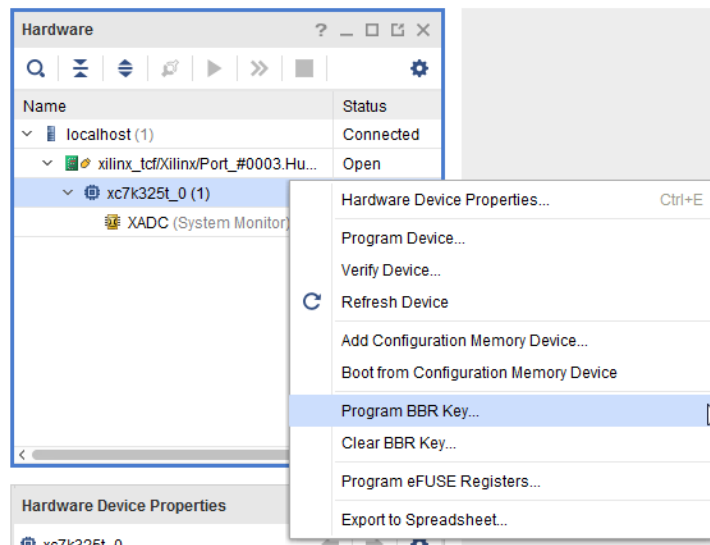 Hardware
Name Status
localhost (1) Connected
xilinx_tcf/Xilinx/Port_#0003.Hu... Open
xc7k325t_0 (1)
XADC (System Monitor)
Hardware Device Properties... Ctrl+E
Program Device...
Verify Device...
Refresh Device
Add Configuration Memory Device...
Boot from Configuration Memory Device
Program BBR Key...
Clear BBR Key...
Program eFUSE Registers...
Export to Spreadsheet...
Hardware Device Properties
xc7k325t_0